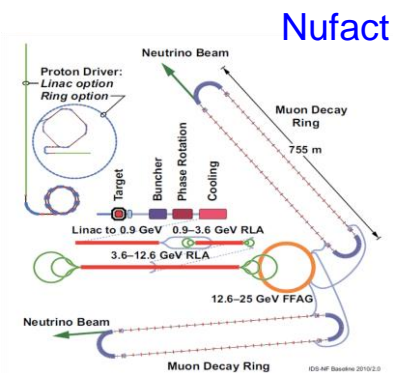 Nufact
Neutrino Beam
Proton Driver:
Linac option
Ring option
Muon Decay
Ring
755 m
Target
Buncher
Phase Rotation
Cooling
Linac to 0.9 GeV
0.9–3.6 GeV RLA
3.6–12.6 GeV RLA
12.6–25 GeV FFAG
Neutrino Beam
Muon Decay Ring
IDS-NF Baseline 2010/2.0